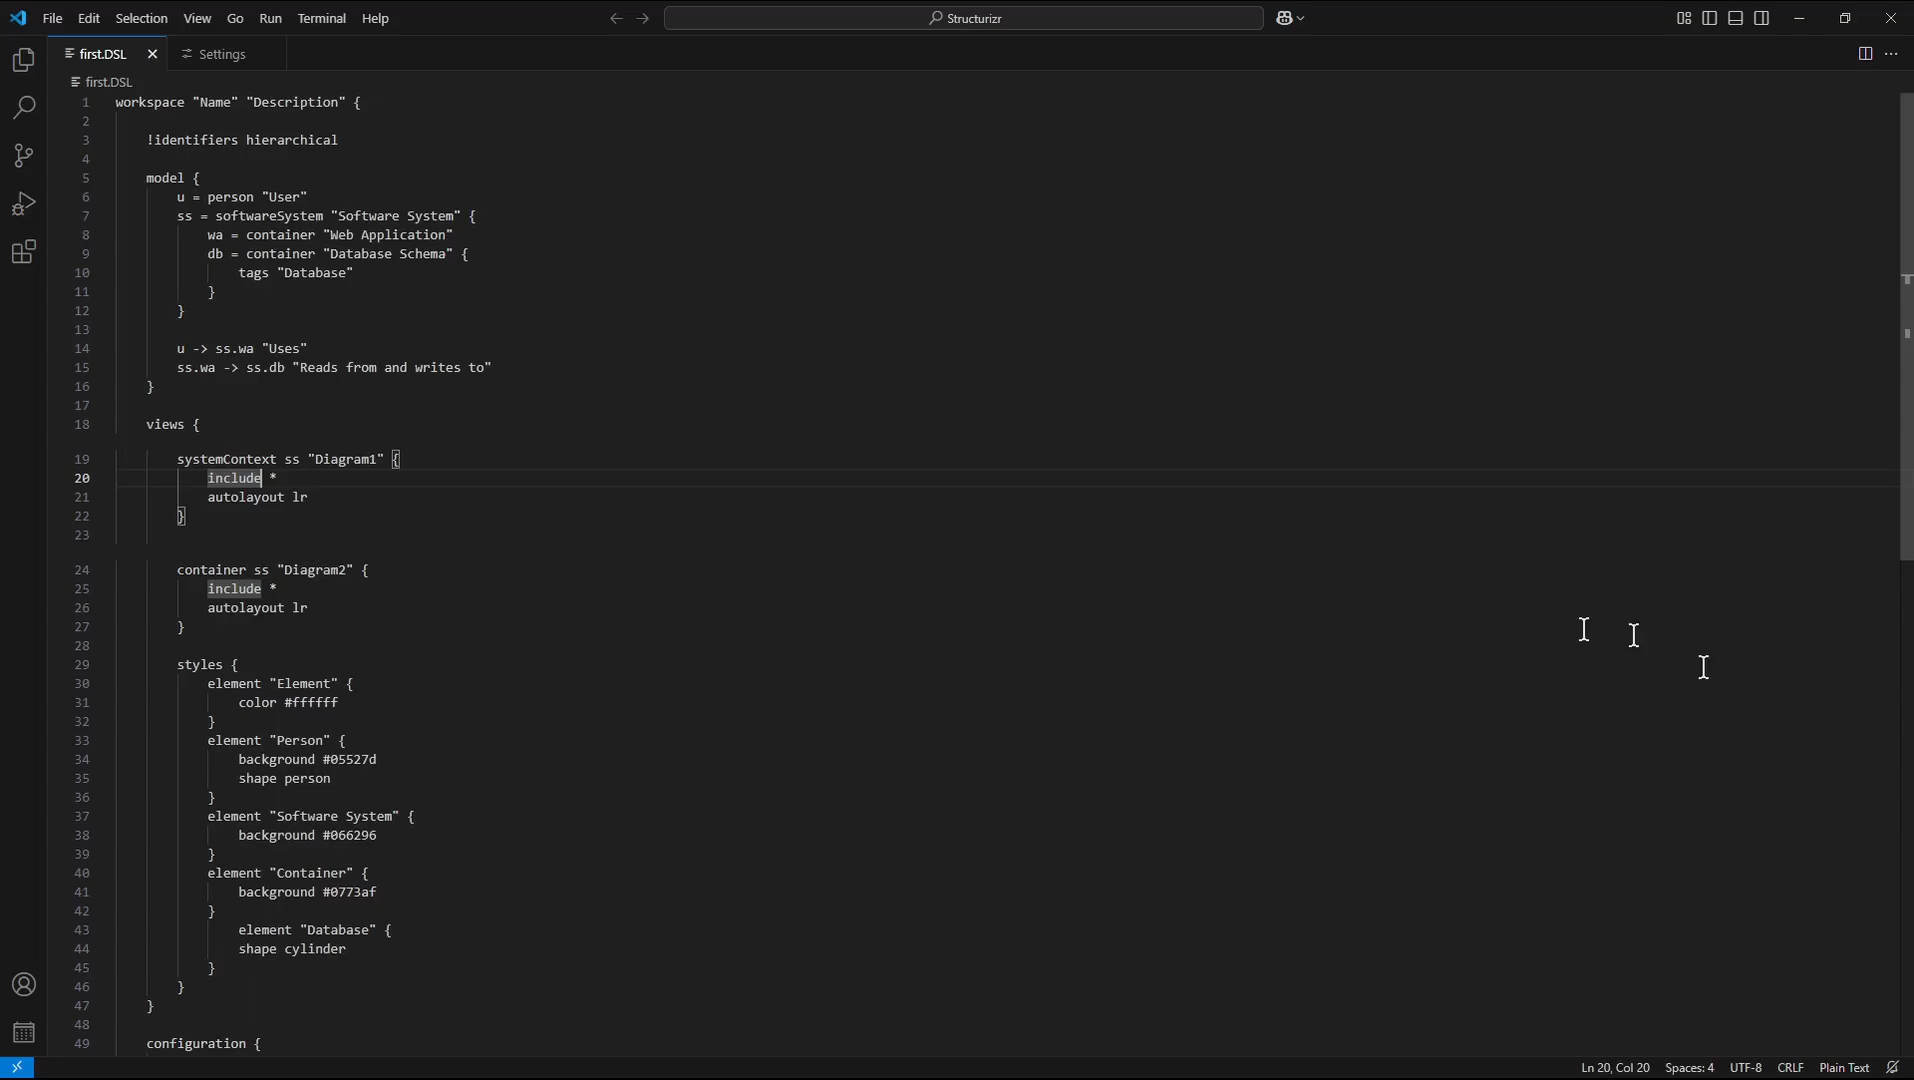 File Edit Selection View Go Run Terminal Help Structurizr
first.DSL Settings
first.DSL
1 workspace "Name" "Description" {
2
3 !identifiers hierarchical
4
5 model {
6 u = person "User"
7 ss = softwareSystem "Software System" {
8 wa = container "Web Application"
9 db = container "Database Schema" {
10 tags "Database"
11 }
12 }
13
14 u -> ss.wa "Uses"
15 ss.wa -> ss.db "Reads from and writes to"
16 }
17
18 views {
19 systemContext ss "Diagram1" {
20 include *
21 autolayout lr
22 }
23
24 container ss "Diagram2" {
25 include *
26 autolayout lr
27 }
28
29 styles {
30 element "Element" {
31 color #ffffff
32 }
33 element "Person" {
34 background #05527d
35 shape person
36 }
37 element "Software System" {
38 background #066296
39 }
40 element "Container" {
41 background #0773af
42 }
43 element "Database" {
44 shape cylinder
45 }
46 }
47 }
48
49 configuration {
Ln 20, Col 20 Spaces: 4 UTF-8 CRLF Plain Text